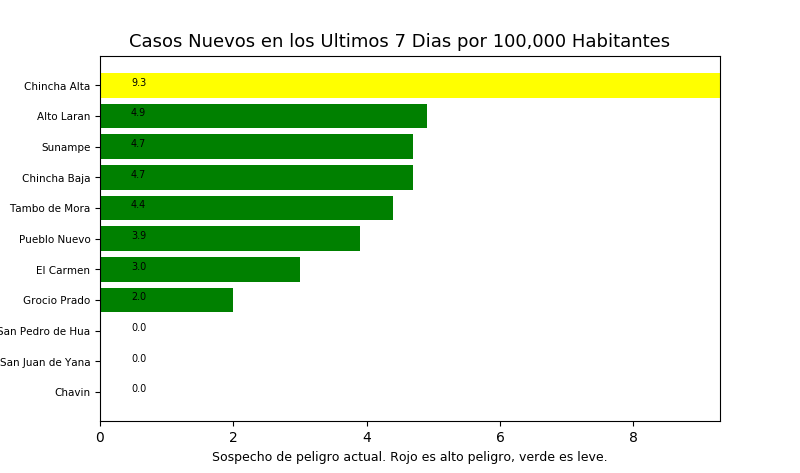 Casos Nuevos en los Ultimos 7 Dias por 100,000 Habitantes
Chincha Alta 9.3
Alto Laran 4.9
Sunampe 4.7
Chincha Baja 4.7
Tambo de Mora 4.4
Pueblo Nuevo 3.9
El Carmen 3.0
Grocio Prado 2.0
San Pedro de Hua 0.0
San Juan de Yana 0.0
Chavin 0.0
0 2 4 6 8
Sospecho de peligro actual. Rojo es alto peligro, verde es leve.